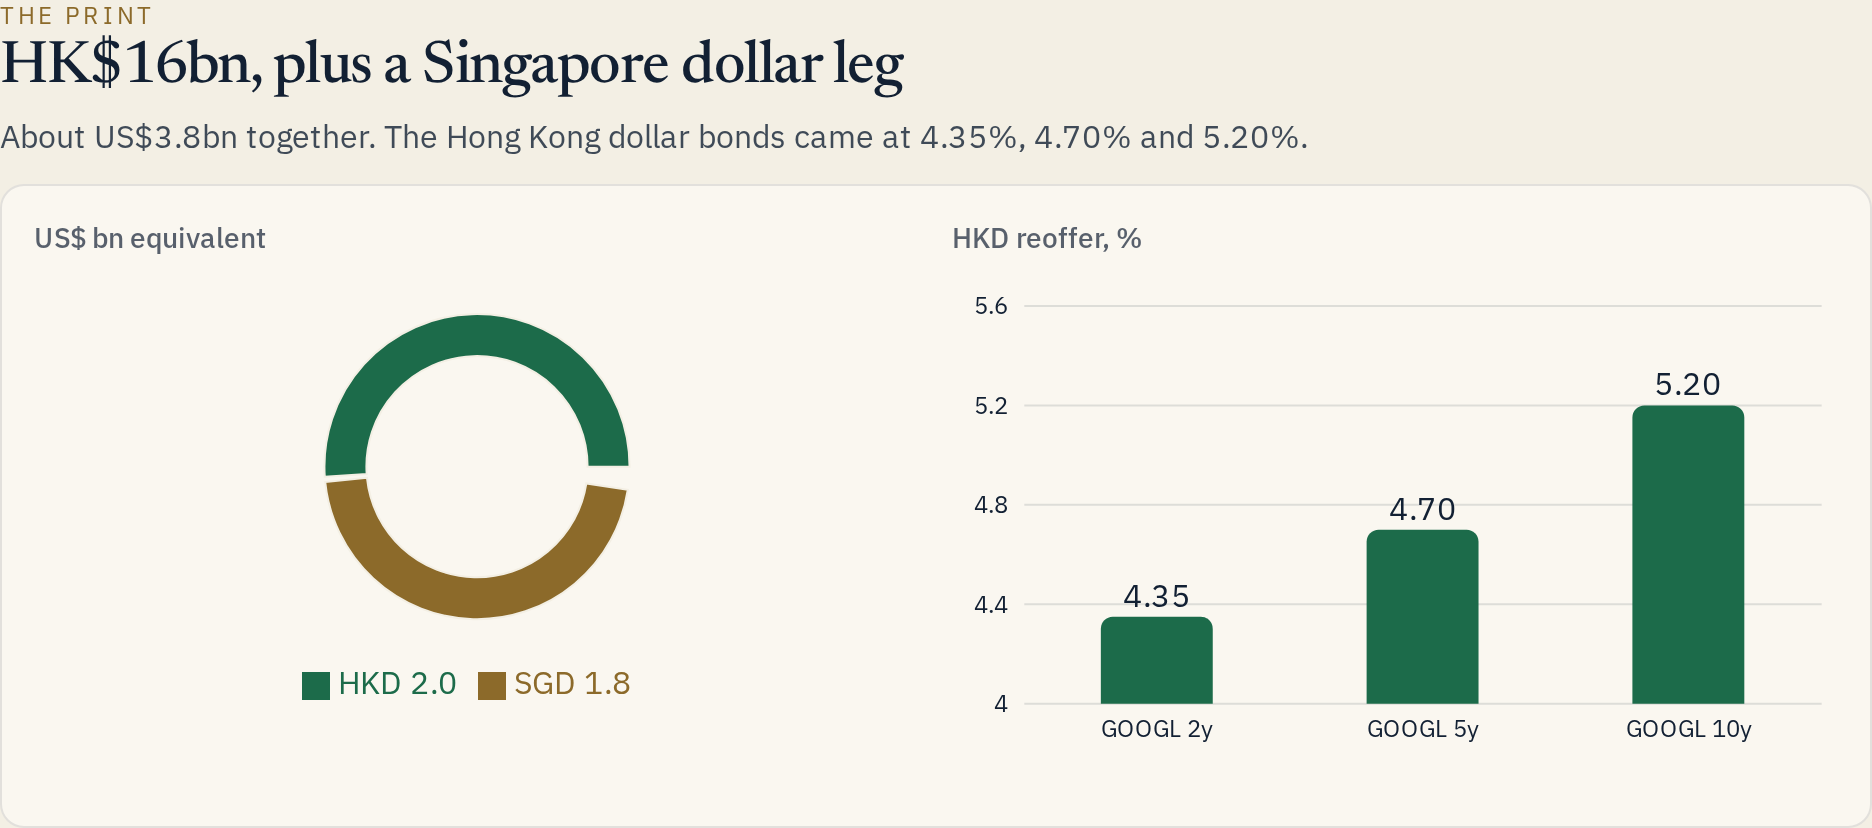 THE PRINT
HK$16bn, plus a Singapore dollar leg
About US$3.8bn together. The Hong Kong dollar bonds came at 4.35%, 4.70% and 5.20%.
US$ bn equivalent
HKD 2.0 SGD 1.8
HKD reoffer, %
5.6
5.2
4.8
4.4
4
4.35
4.70
5.20
GOOGL 2y GOOGL 5y GOOGL 10y